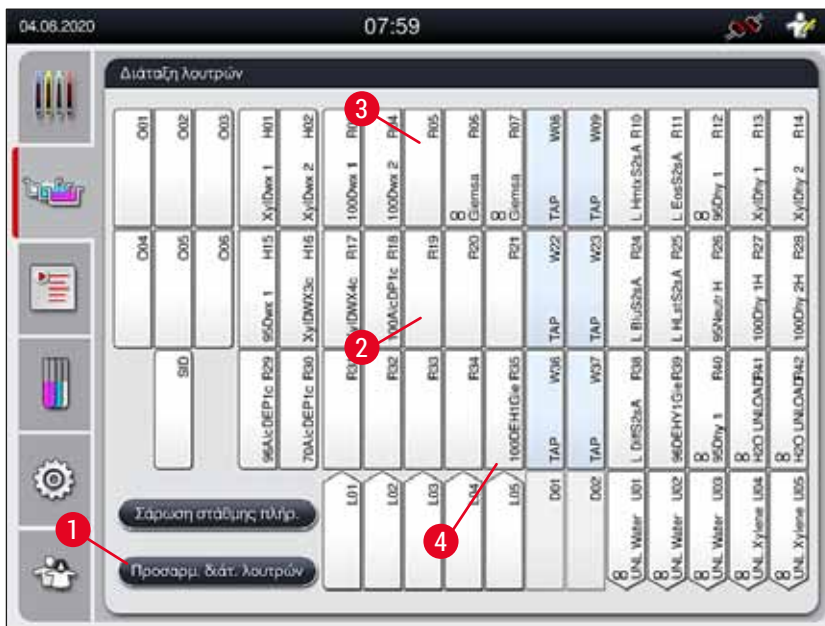 04.08.2020
07:59
Διάταξη λουτρών
O01
O02
O03
H01 XylDwx 1
H02 XylDwx 2
100Dwx 1
R04 100Dwx 2
R05
R06 Giemsa
R07 Giemsa
W08 TAP
W09 TAP
R10 L HmtxS2sA
R11 L EosS2sA
R12 95Dhy 1
R13 XylDhy 1
R14 XylDhy 2
O04
O05
O06
H15 95Dwx 1
H16 XylDWX3c
R17 XylDWX4c
R18 100AlcDP1c
R19
R20
R21
W22 TAP
W23 TAP
R24 L BluS2sA
R25 L HLstS2sA
R26 95Neutr H
R27 100Dhy 1H
R28 100Dhy 2H
SID
R29 96AlcDEP1c
R30 70AlcDEP1c
R31
R32
R33
R34
R35 100DEH1Gie
W36 TAP
W37 TAP
R38 L DifS2sA
R39 96DEHY1Gie
R40 95Dhy 1
R41 H2O UNLOAD
R42 H2O UNLOAD
L01
L02
L03
L04
L05
D01
D02
U01 UNL Water
U02 UNL Water
U03 UNL Water
U04 UNL Xylene
U05 UNL Xylene
Σάρωση στάθμης πλήρ.
Προσαρμ. διάτ. λουτρών
1
2
3
4